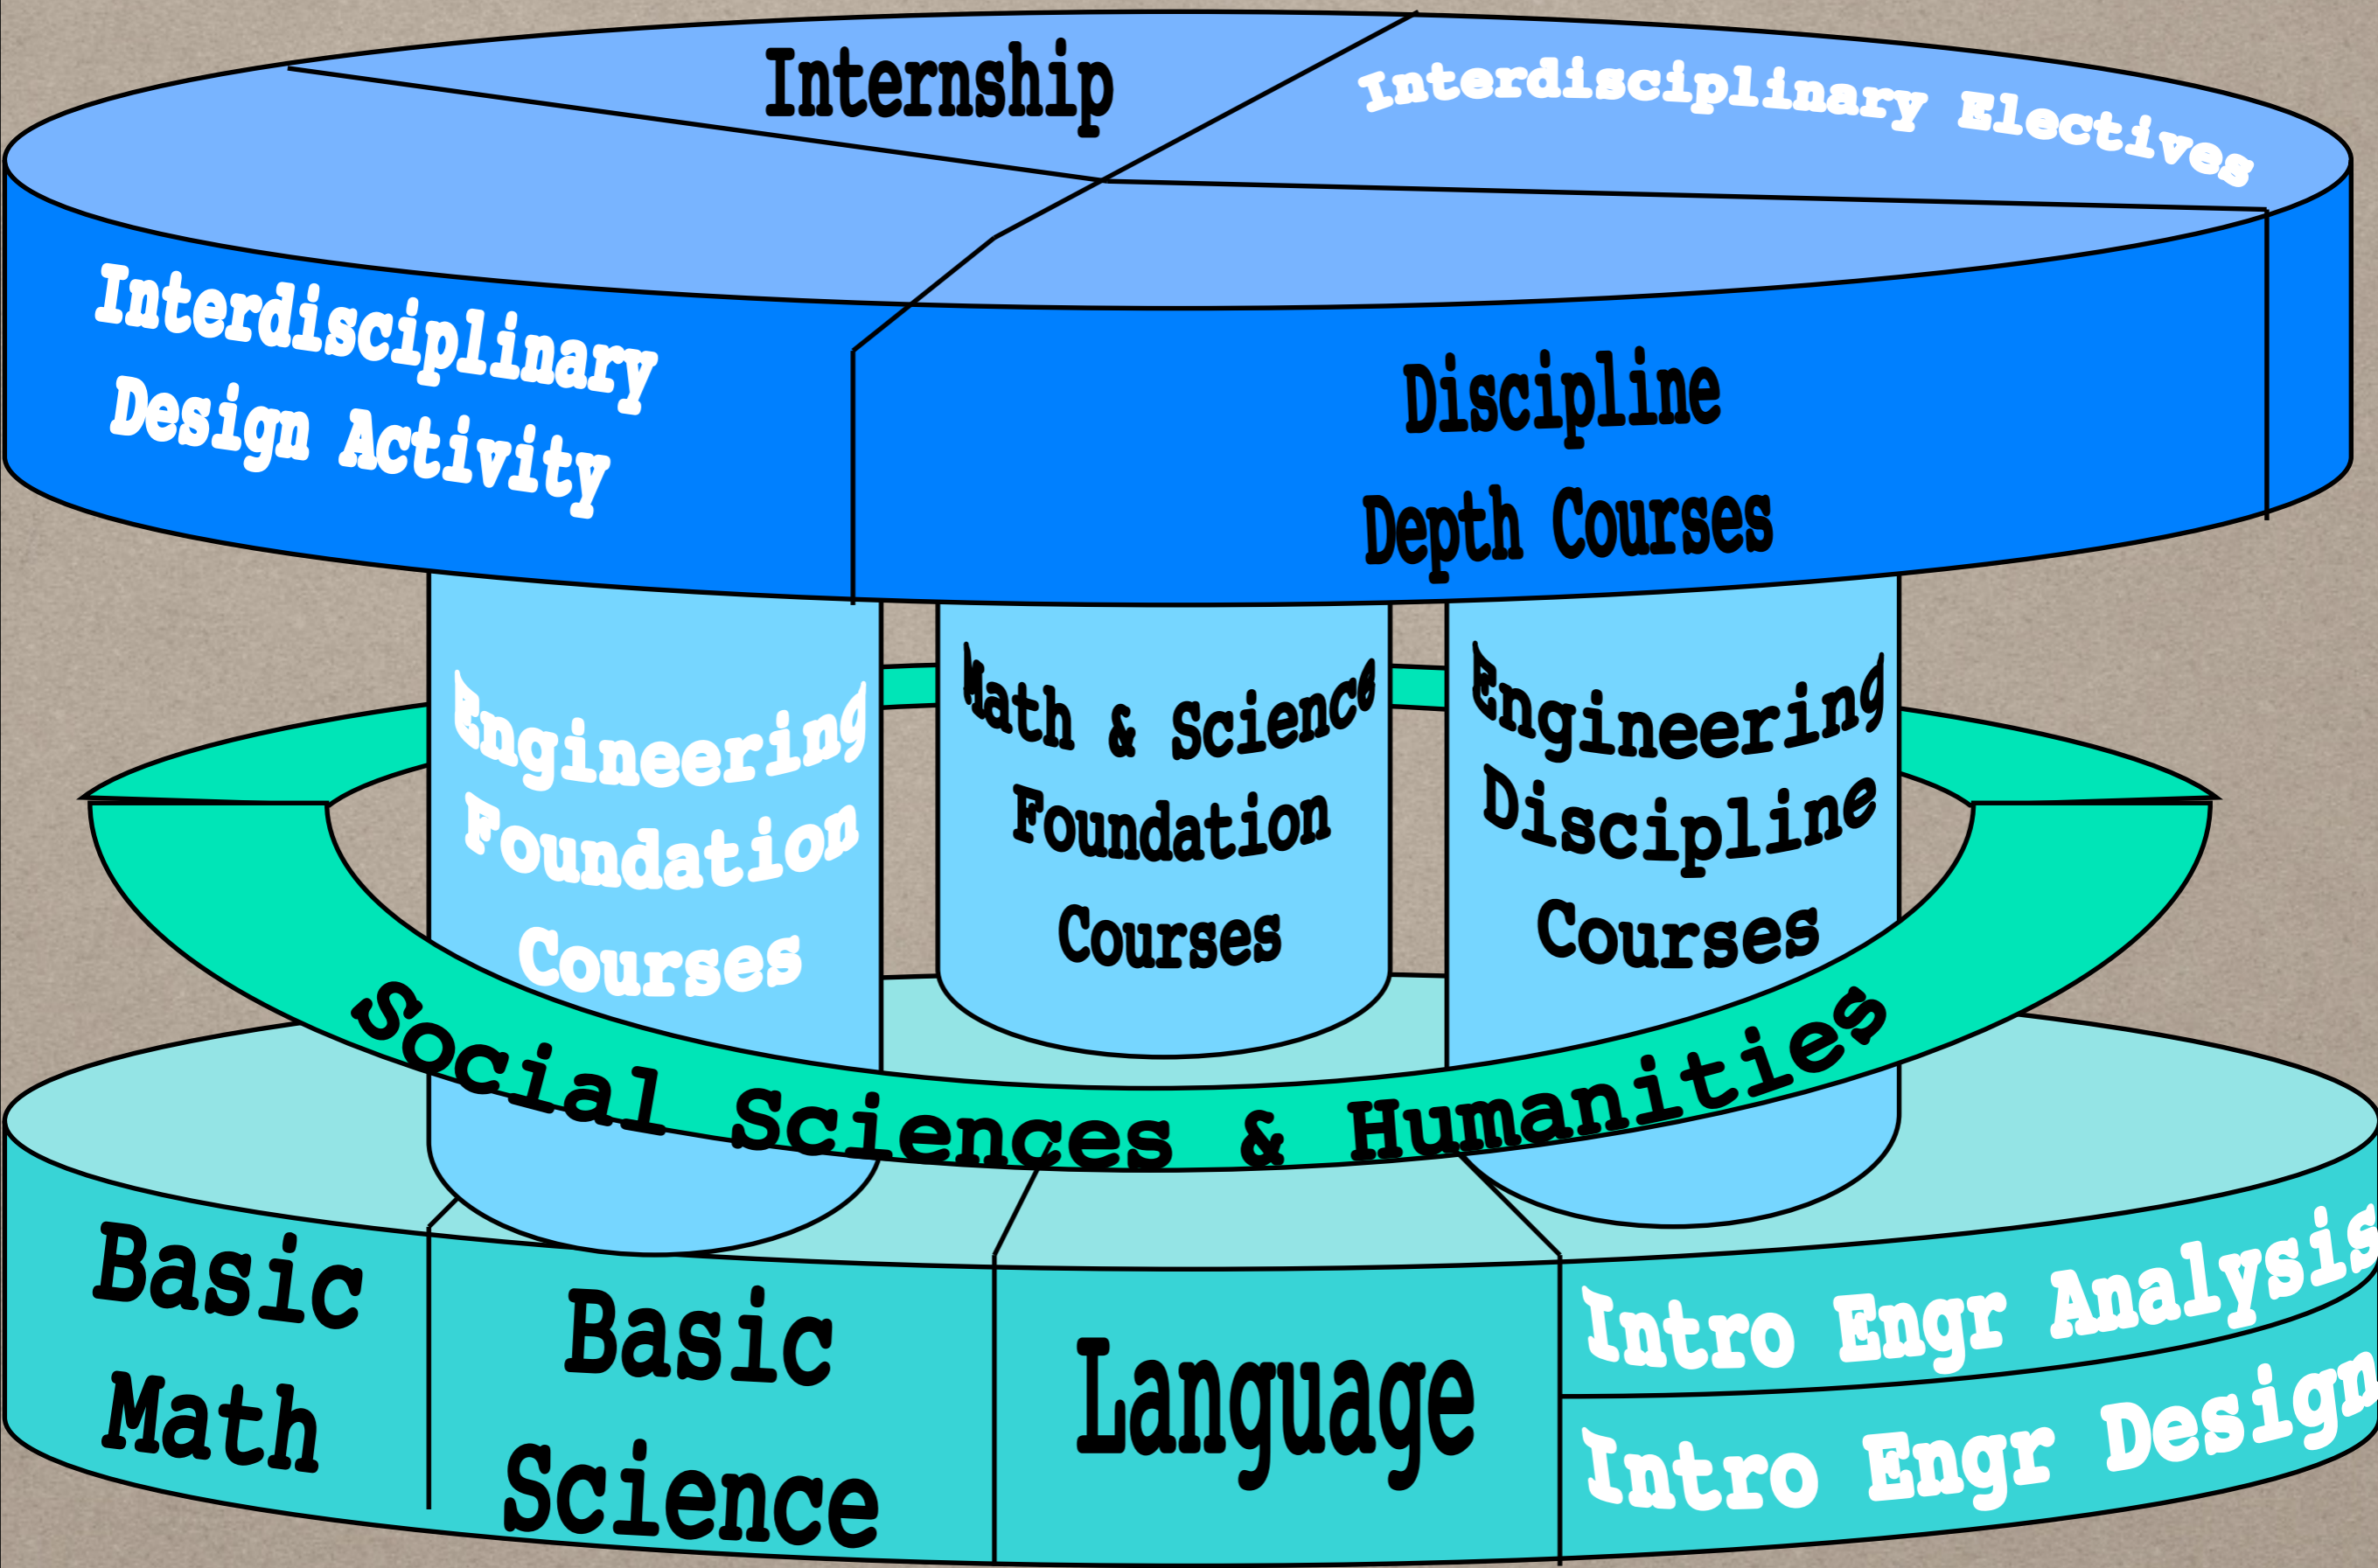 Internship
Interdisciplinary Electives
Interdisciplinary
Design Activity
Discipline
Depth Courses
Engineering
Foundation
Courses
Math & Science
Foundation
Courses
Engineering
Discipline
Courses
Social Sciences & Humanities
Basic
Math
Basic
Science
Language
Intro Engr Analysis
Intro Engr Design